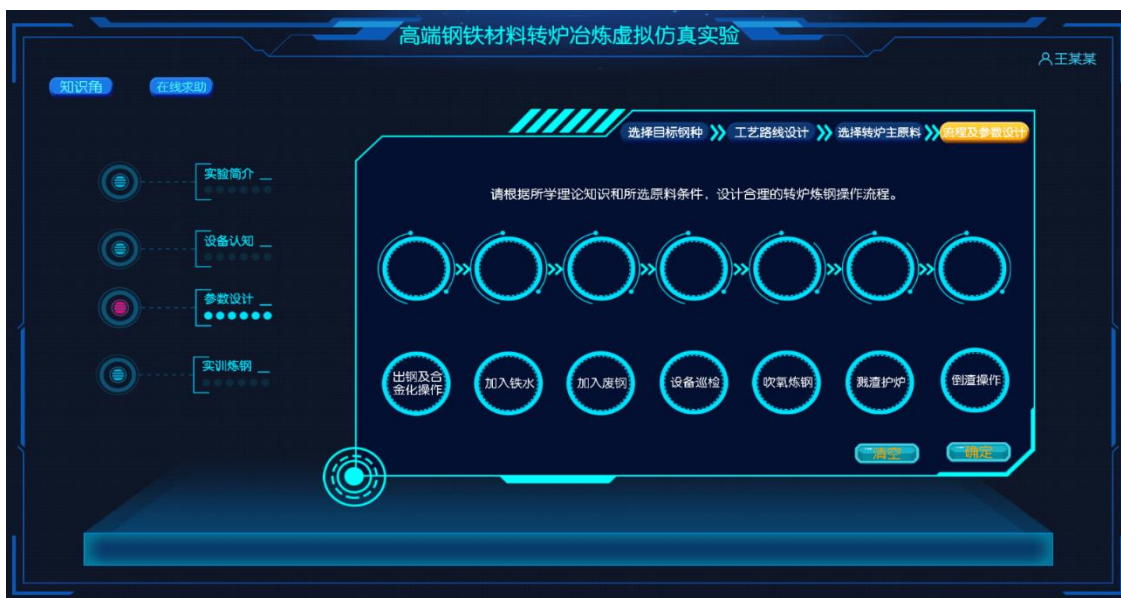 高端钢铁材料转炉冶炼虚拟仿真实验
王某某
知识角
在线求助
选择目标钢种
工艺路线设计
选择转炉主原料
流程及参数设计
实验简介
设备认知
参数设计
实训炼钢
请根据所学理论知识和所选原料条件，设计合理的转炉炼钢操作流程。
出钢及合
金化操作
加入铁水
加入废钢
设备巡检
吹氧炼钢
溅渣护炉
倒渣操作
清空
确定